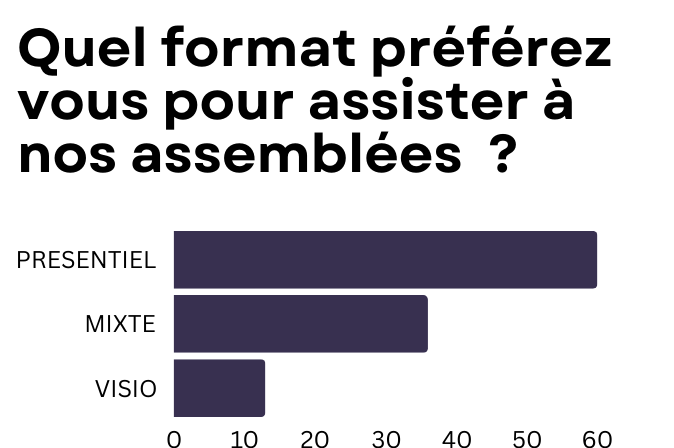 Quel format préférez
vous pour assister à
nos assemblées  ?
PRESENTIEL
MIXTE
VISIO
0 10 20 30 40 50 60